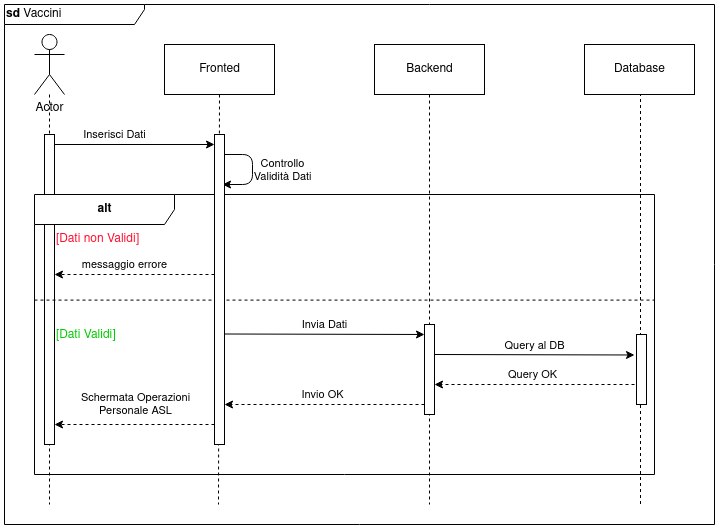 sd Vaccini
Fronted
Backend
Database
Actor
Inserisci Dati
Controllo
Validità Dati
alt
[Dati non Validi]
messaggio errore
[Dati Validi]
Invia Dati
Query al DB
Query OK
Invio OK
Schermata Operazioni
Personale ASL